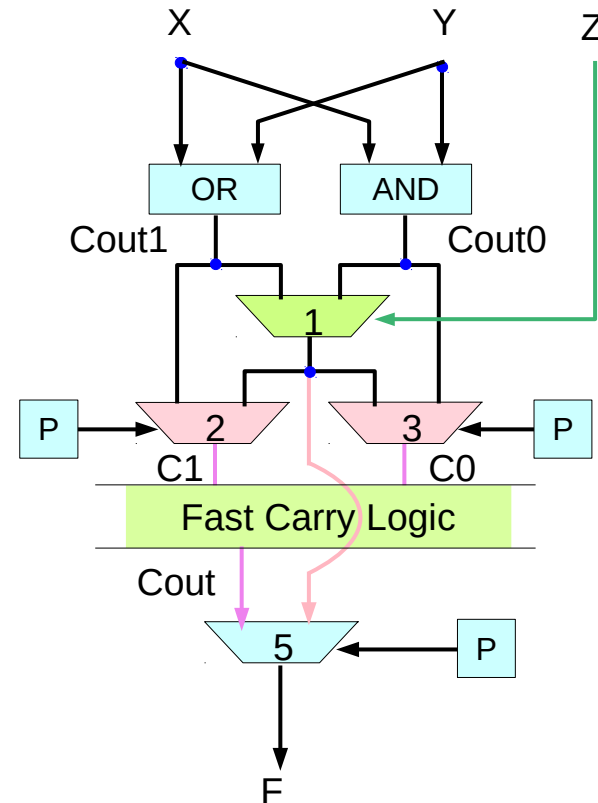 X Y Z
OR AND
Cout1 Cout0
1
P 2 3 P
C1 C0
Fast Carry Logic
Cout
5 P
F